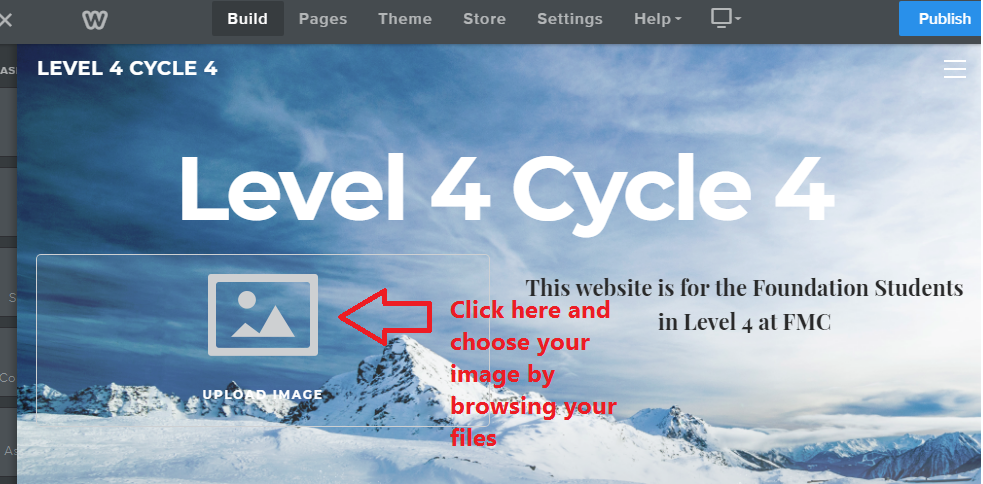 Build Pages Theme Store Settings Help Publish
LEVEL 4 CYCLE 4
Level 4 Cycle 4
This website is for the Foundation Students
in Level 4 at FMC
Click here and
choose your
image by
browsing your
files
UPLOAD IMAGE